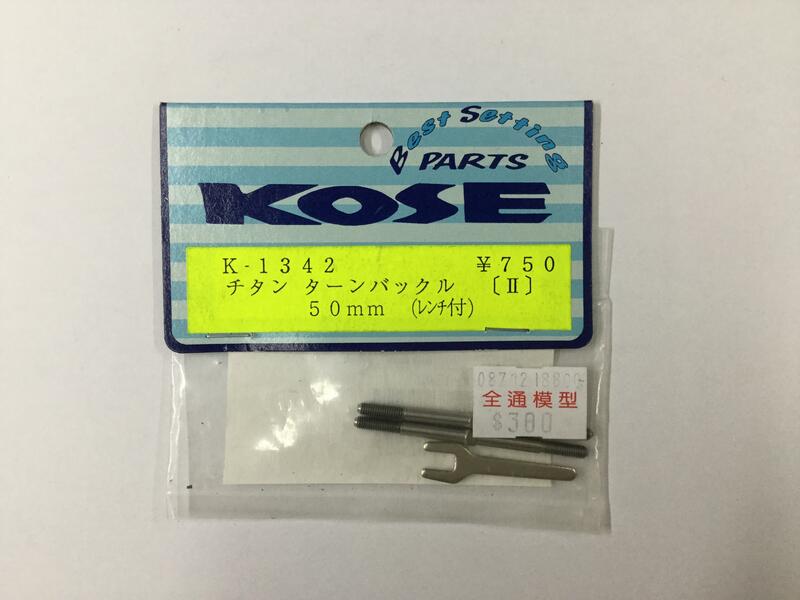 Best Setting
PARTS
KOSE
K-1342 ¥750
チタン ターンバックル 〔Ⅱ〕
50mm (ﾚﾝﾁ付)
全通模型
$380